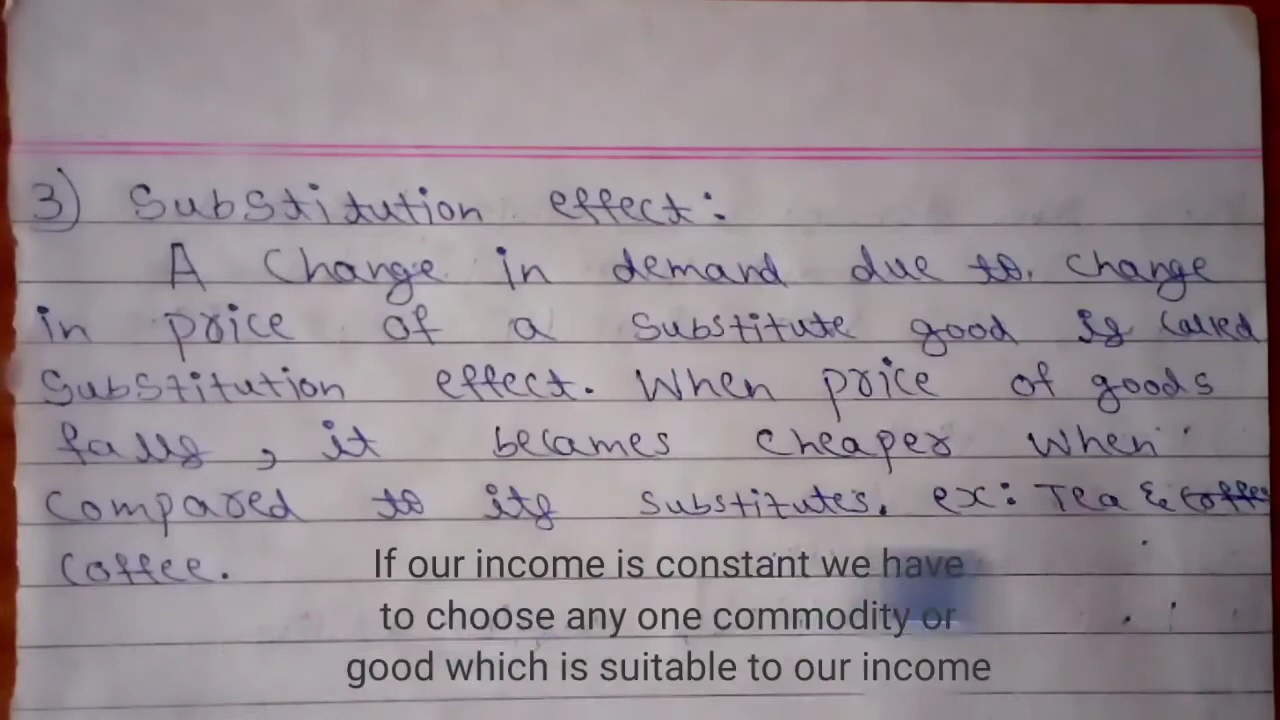 3) Substitution effect:
A Change in demand due to. Change
in price of a Substitute good is Called
Substitution effect. When price of goods
falls, it becames cheaper when
Compared to its Substitutes. ex: Tea & coffee
Coffee.
If our income is constant we have
to choose any one commodity or
good which is suitable to our income